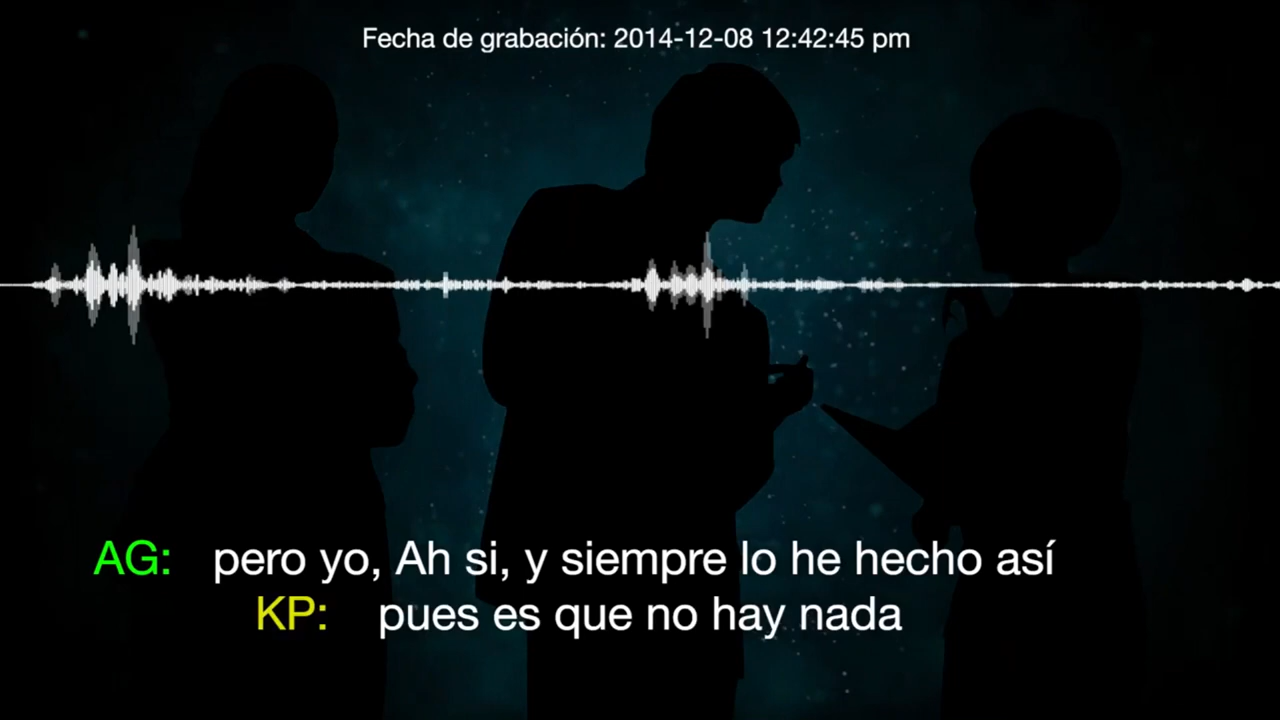 Fecha de grabación: 2014-12-08 12:42:45 pm
AG: pero yo, Ah si, y siempre lo he hecho así
KP: pues es que no hay nada